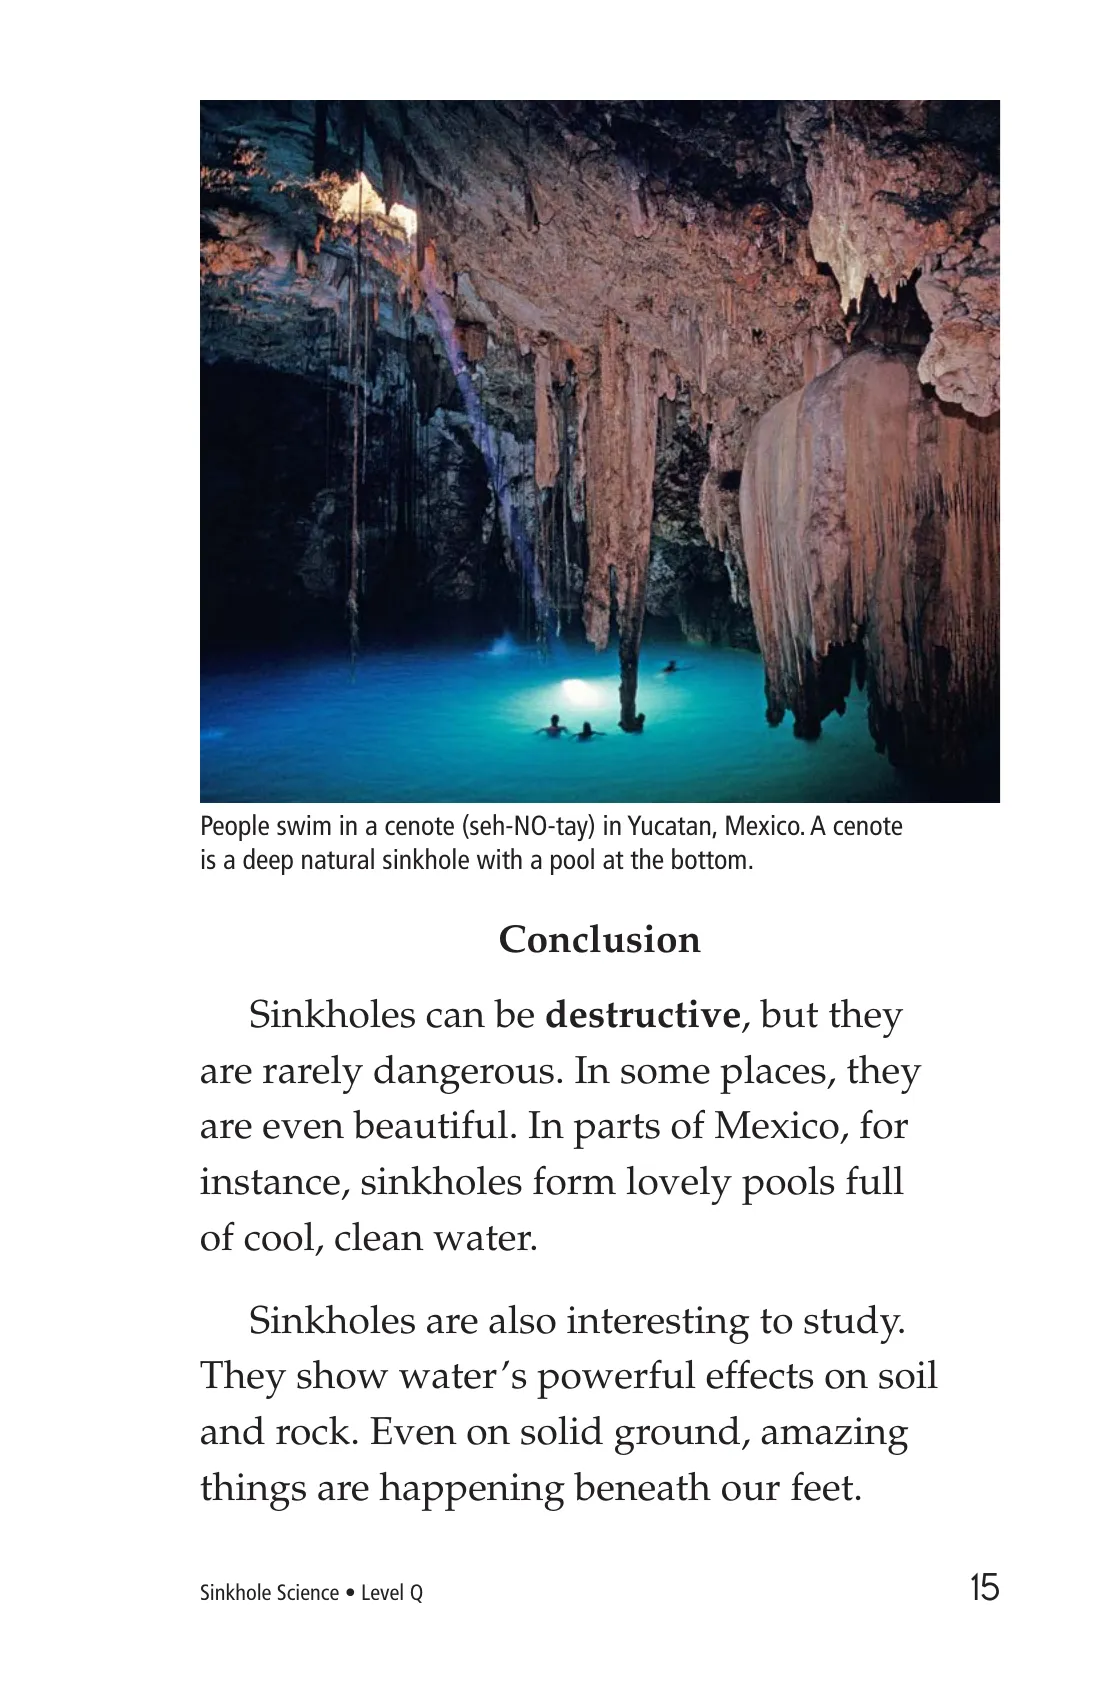 People swim in a cenote (seh-NO-tay) in Yucatan, Mexico. A cenote
is a deep natural sinkhole with a pool at the bottom.
Conclusion
Sinkholes can be destructive, but they
are rarely dangerous. In some places, they
are even beautiful. In parts of Mexico, for
instance, sinkholes form lovely pools full
of cool, clean water.
Sinkholes are also interesting to study.
They show water’s powerful effects on soil
and rock. Even on solid ground, amazing
things are happening beneath our feet.
Sinkhole Science • Level Q
15